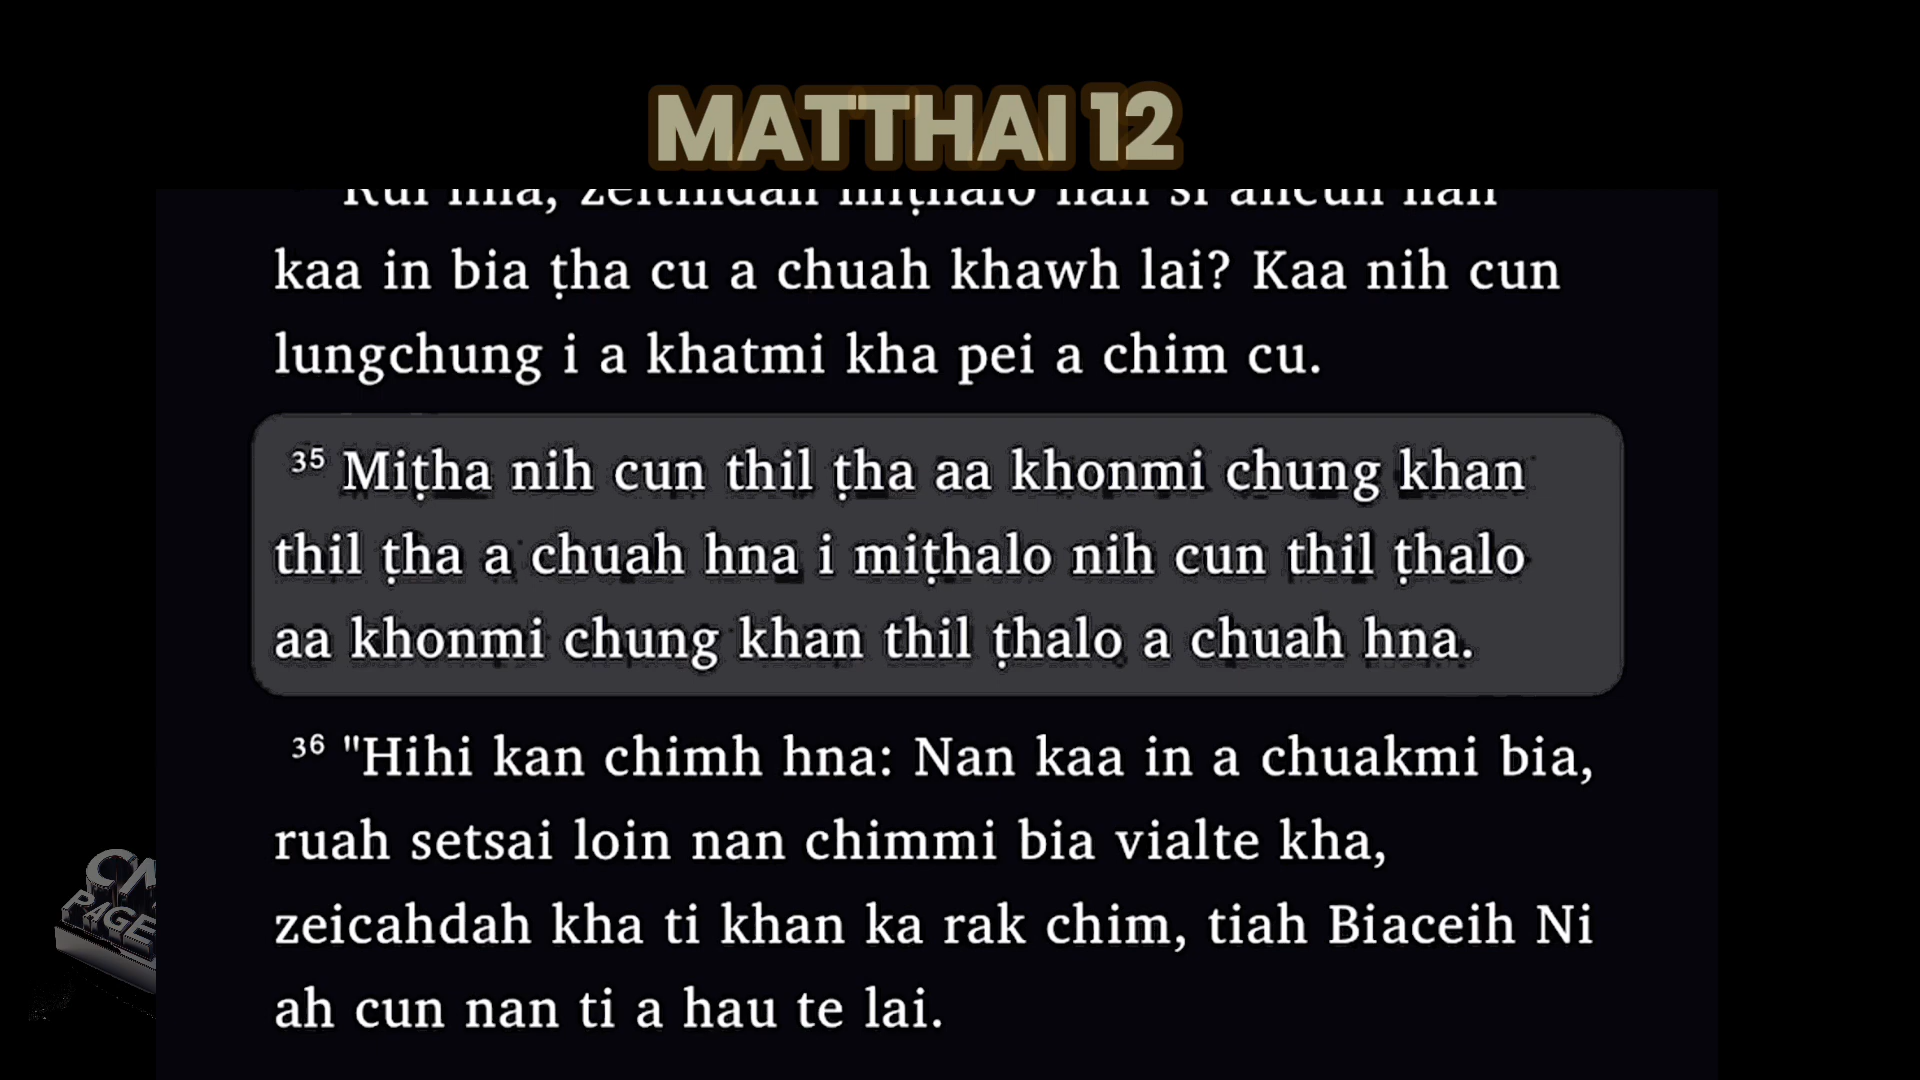 MATTHAI 12
kaa in bia ṭha cu a chuah khawh lai? Kaa nih cun
lungchung i a khatmi kha pei a chim cu.
35 Miṭha nih cun thil ṭha aa khonmi chung khan
thil ṭha a chuah hna i miṭhalo nih cun thil ṭhalo
aa khonmi chung khan thil ṭhalo a chuah hna.
36 "Hihi kan chimh hna: Nan kaa in a chuakmi bia,
ruah setsai loin nan chimmi bia vialte kha,
zeicahdah kha ti khan ka rak chim, tiah Biaceih Ni
ah cun nan ti a hau te lai.
PAGE